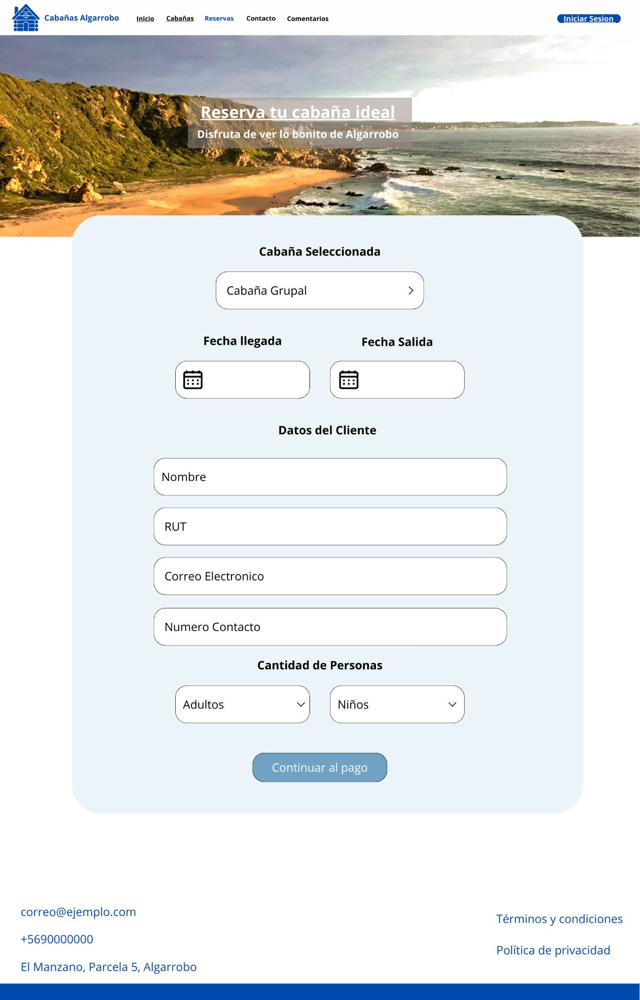 Cabañas Algarrobo
Inicio
Cabañas
Reservas
Contacto
Comentarios
Iniciar Sesion
Reserva tu cabaña ideal
Disfruta de ver lo bonito de Algarrobo
Cabaña Seleccionada
Cabaña Grupal
Fecha llegada
Fecha Salida
Datos del Cliente
Nombre
RUT
Correo Electronico
Numero Contacto
Cantidad de Personas
Adultos
Niños
Continuar al pago
correo@ejemplo.com
+5690000000
El Manzano, Parcela 5, Algarrobo
Términos y condiciones
Política de privacidad